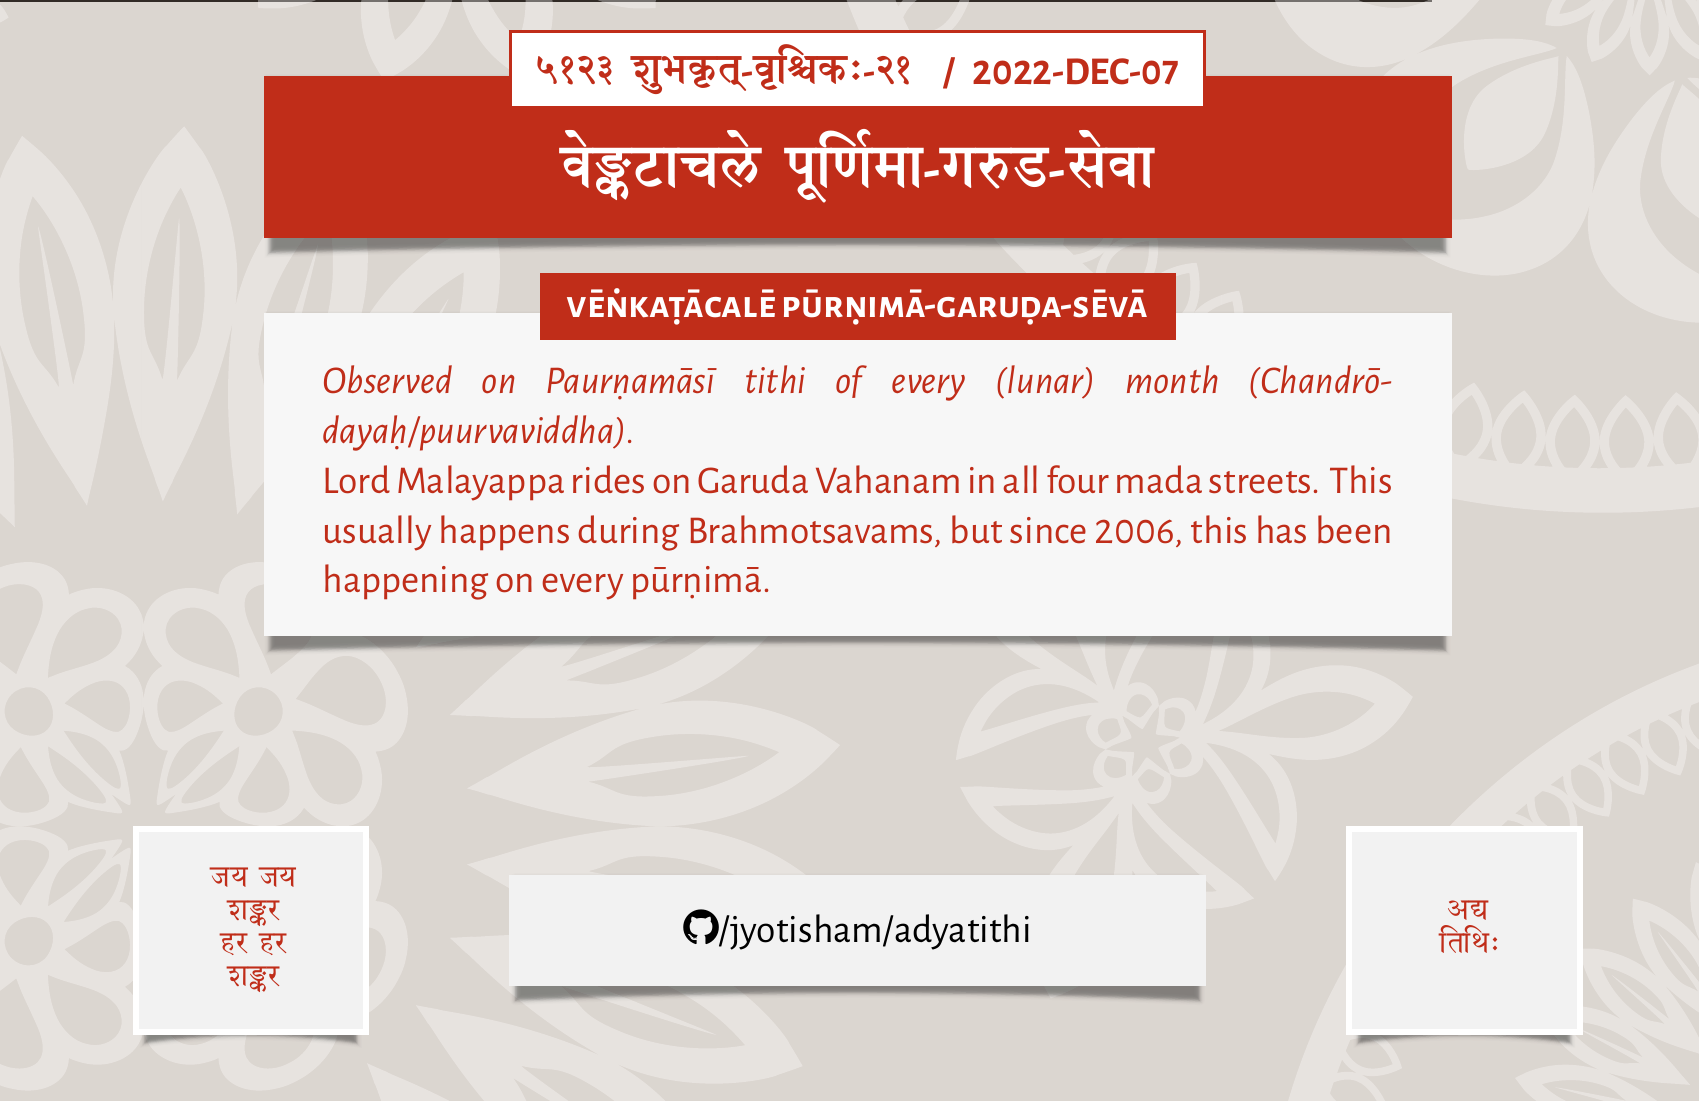 ५१२३ शुभकृत्-वृश्चिकः-२१ / 2022-DEC-07
वेङ्कटाचले पूर्णिमा-गरुड-सेवा
VĒṄKAṬĀCALĒ PŪRṆIMĀ-GARUḌA-SĒVĀ
Observed on Paurṇamāsī tithi of every (lunar) month (Chandrō-
dayaḥ/puurvaviddha).
Lord Malayappa rides on Garuda Vahanam in all four mada streets. This
usually happens during Brahmotsavams, but since 2006, this has been
happening on every pūrṇimā.
जय जय
शङ्कर
हर हर
शङ्कर
/jyotisham/adyatithi
अद्य
तिथिः